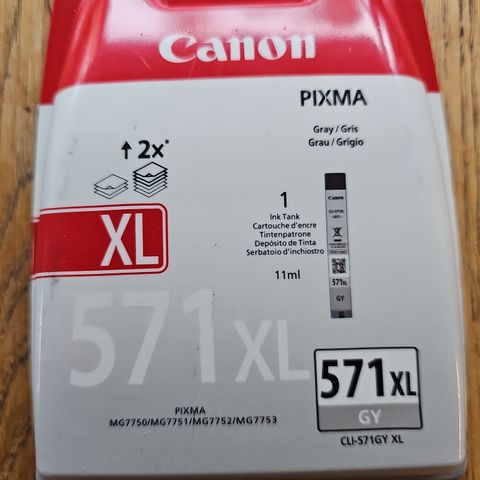 Canon
PIXMA
Gray / Gris
Grau / Grigio
↑ 2x*
XL
1
Ink Tank
Cartouche d'encre
Tintenpatrone
Depósito de Tinta
Serbatoio d'inchiostro
11ml
Canon
571XL
GY
571XL
571XL
GY
CLI-571GY XL
PIXMA
MG7750/MG7751/MG7752/MG7753